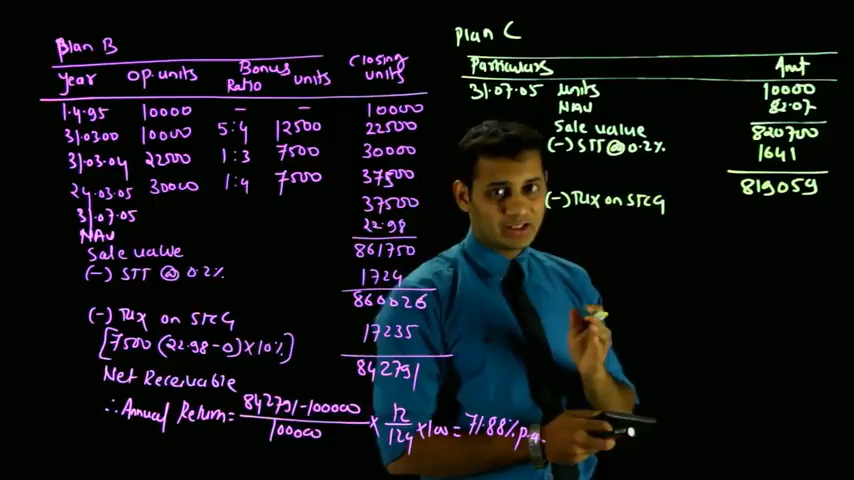 Plan B
Year Op. units Bonus Ratio units Closing units
1.4.95 10000 - - 10000
31.03.00 10000 5:4 12500 22500
31.03.04 22500 1:3 7500 30000
24.03.05 30000 1:4 7500 37500
31.07.05 37500
NAV 22.98
Sale value 861750
(-) STT @ 0.2% 1724
860026
(-) Tax on STCG
[7500 (22.98-0) X 10%] 17235
Net Receivable 842791
∴ Annual Return = 842791-100000 / 100000 x 12 / 124 x 100 = 71.88% p.a.
Plan C
Particulars Amt
31.07.05 units 10000
NAV 82.07
Sale value 820700
(-) STT @ 0.2% 1641
819059
(-) Tax on STCG